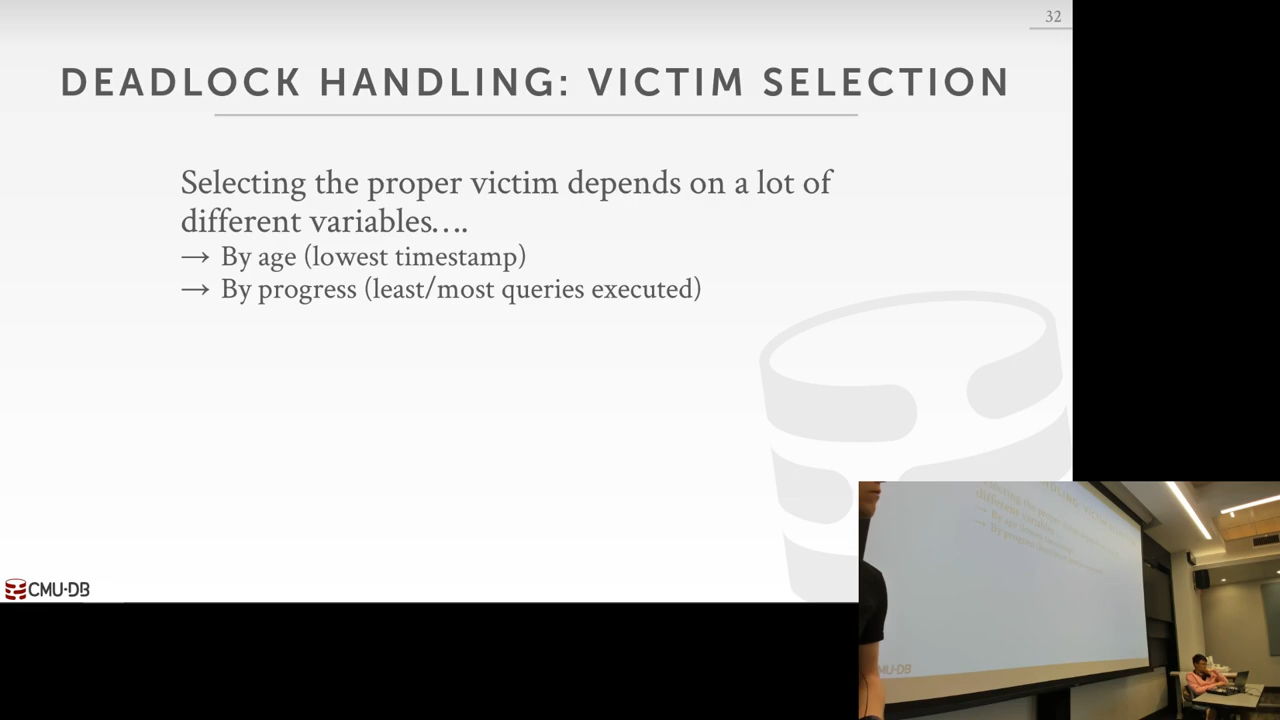 32
DEADLOCK HANDLING: VICTIM SELECTION
Selecting the proper victim depends on a lot of
different variables….
→ By age (lowest timestamp)
→ By progress (least/most queries executed)
CMU·DB